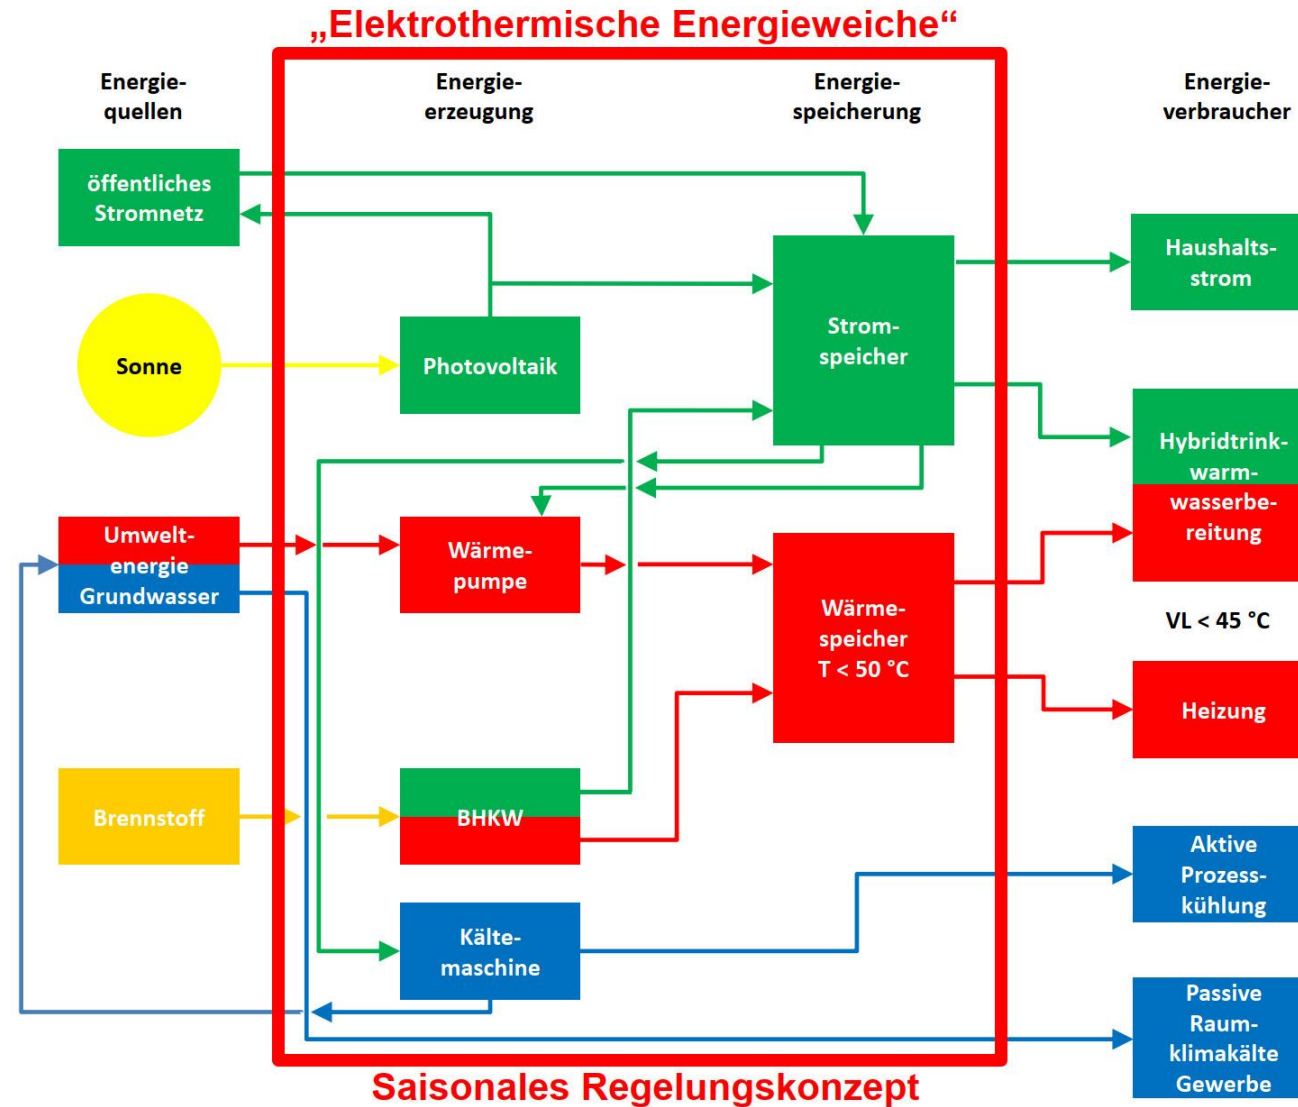 „Elektrothermische Energieweiche“
Energie-
quellen
Energie-
erzeugung
Energie-
speicherung
Energie-
verbraucher
öffentliches
Stromnetz
Haushalts-
strom
Sonne
Photovoltaik
Strom-
speicher
Hybridtrink-
warm-
wasserbe-
reitung
Umwelt-
energie
Grundwasser
Wärme-
pumpe
Wärme-
speicher
T < 50 °C
VL < 45 °C
Heizung
Brennstoff
BHKW
Aktive
Prozess-
kühlung
Kälte-
maschine
Passive
Raum-
klimakälte
Gewerbe
Saisonales Regelungskonzept